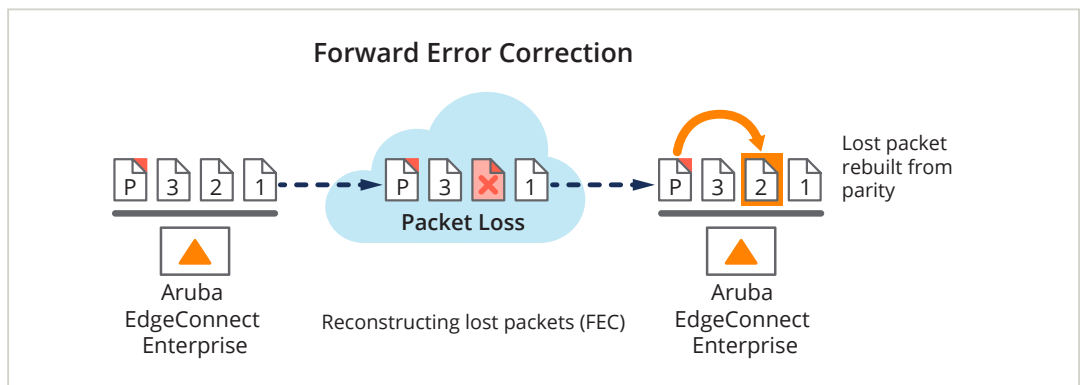 Forward Error Correction
P 3 2 1
P 3 1
Packet Loss
P 3 2 1
Lost packet
rebuilt from
parity
Aruba
EdgeConnect
Enterprise
Reconstructing lost packets (FEC)
Aruba
EdgeConnect
Enterprise